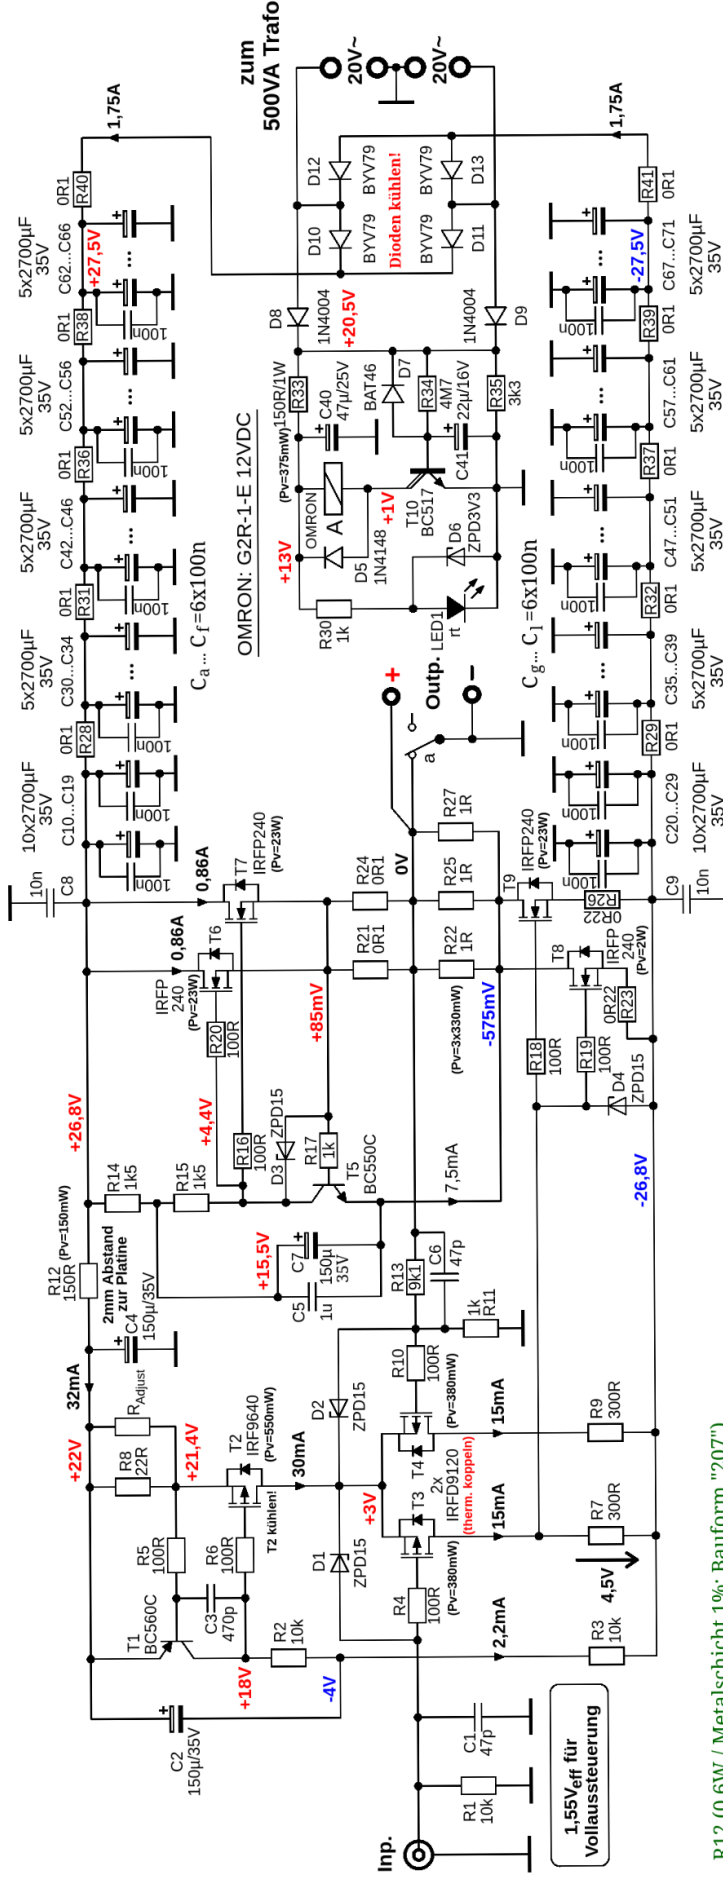 Inp.
R1
10k
C1
47p
1,55Veff für
Vollaussteuerung
C2
150µ/35V
T1
BC560C
C3
470p
+18V
R2
10k
-4V
2,2mA
R3
10k
R5
100R
R6
100R
R4
100R
(Pv=380mW)
D1
ZPD15
T2 kühlen!
+22V
R8
22R
RAdjust
+21,4V
T2
IRF9640
(Pv=550mW)
30mA
+3V
T3
T4
2x
IRFD9120
(therm. koppeln)
15mA
15mA
R7
300R
R9
300R
4,5V
32mA
C4
150µ/35V
2mm Abstand
zur Platine
R12
150R
(Pv=150mW)
D2
ZPD15
R10
100R
(Pv=380mW)
1k
R11
R13
9k1
C6
47p
C5
1u
C7
150µ
35V
+15,5V
R14
1k5
R15
1k5
+26,8V
+4,4V
R16
100R
D3
ZPD15
R17
1k
T5
BC550C
7,5mA
R20
100R
+85mV
-575mV
(Pv=3x330mW)
R18
100R
R19
100R
D4
ZPD15
-26,8V
0,86A
0,86A
IRFP
240
(Pv=23W)
T6
T7
IRFP240
(Pv=23W)
R21
0R1
R24
0R1
R22
1R
R25
1R
R27
1R
0V
T8
IRFP
240
(Pv=2W)
0R22
R23
T9
IRFP240
(Pv=23W)
R26
0R22
C8
10n
C9
10n
10x2700µF
35V
C10...C19
100n
100n
R28
0R1
5x2700µF
35V
C30...C34
100n
R31
0R1
5x2700µF
35V
C42...C46
100n
R36
0R1
5x2700µF
35V
C52...C56
100n
R38
0R1
5x2700µF
35V
C62...C66
100n
+27,5V
R40
0R1
1,75A
Ca... Cf=6x100n
OMRON: G2R-1-E 12VDC
+
Outp.
−
a
Cg... Cl=6x100n
R30
1k
LED1
rt
+13V
D5
1N4148
OMRON
A
(Pv=375mW)
150R/1W
R33
C40
47µ/25V
D6
ZPD3V3
+1V
T10
BC517
BAT46
D7
R34
4M7
C41
22µ/16V
R35
3k3
D8
1N4004
+20,5V
1N4004
D9
D10
BYV79
D12
BYV79
Dioden kühlen!
BYV79
D11
BYV79
D13
zum
500VA Trafo
20V~
20V~
10x2700µF
35V
C20...C29
100n
100n
R29
0R1
5x2700µF
35V
C35...C39
100n
R32
0R1
5x2700µF
35V
C47...C51
100n
R37
0R1
5x2700µF
35V
C57...C61
100n
R39
0R1
5x2700µF
35V
C67...C71
100n
-27,5V
R41
0R1
1,75A
R12 (0,6W / Metalschicht 1%; Bauform "207")